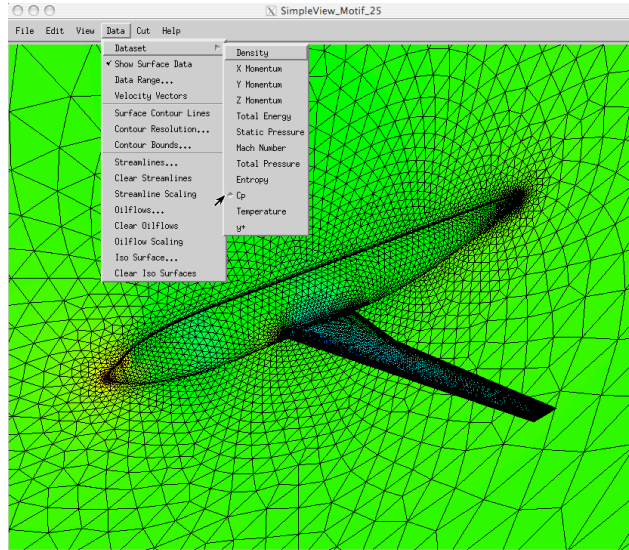 SimpleView_Motif_25
File Edit View Data Cut Help
Dataset
Show Surface Data
Data Range...
Velocity Vectors
Surface Contour Lines
Contour Resolution...
Contour Bounds...
Streamlines...
Clear Streamlines
Streamline Scaling
Oilflows...
Clear Oilflows
Oilflow Scaling
Iso Surface...
Clear Iso Surfaces
Density
X Momentum
Y Momentum
Z Momentum
Total Energy
Static Pressure
Mach Number
Total Pressure
Entropy
Cp
Temperature
y+